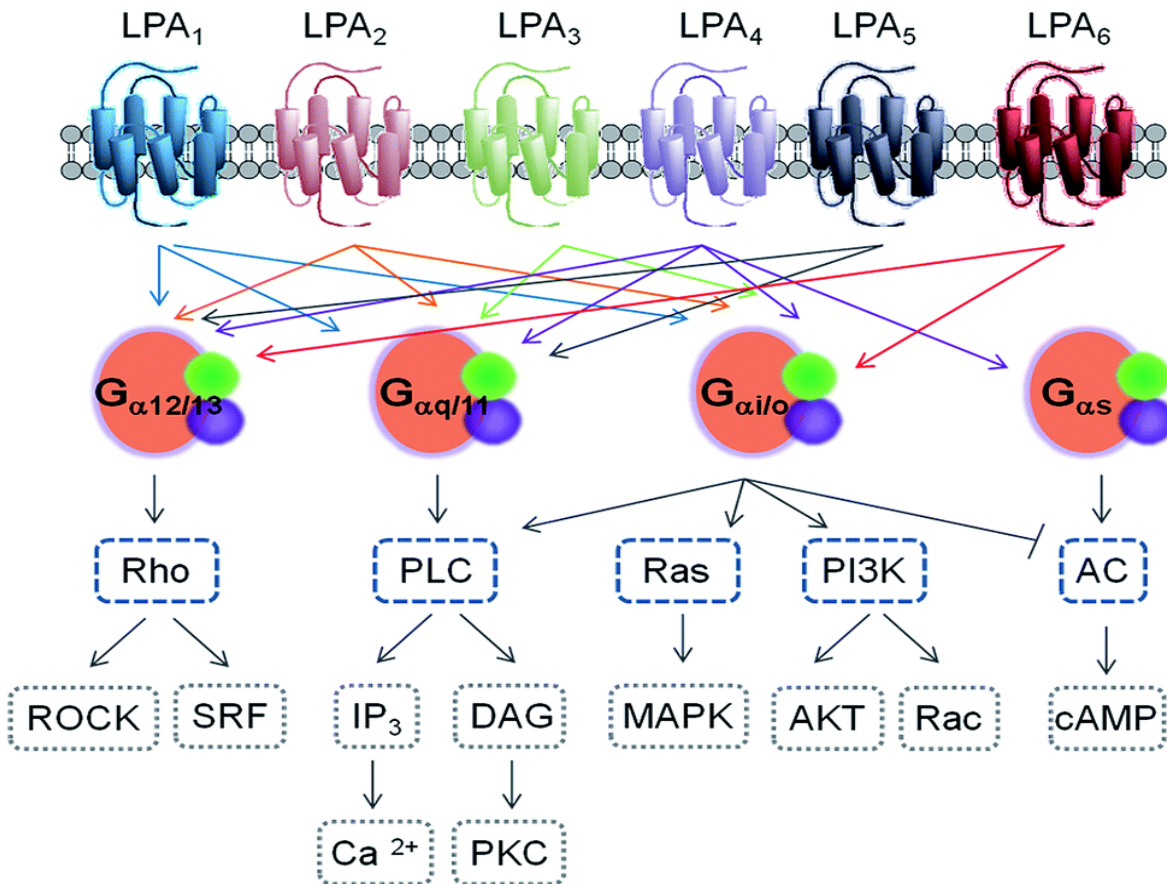 LPA₁ LPA₂ LPA₃ LPA₄ LPA₅ LPA₆
Gα12/13 Gαq/11 Gαi/o Gαs
Rho PLC Ras PI3K AC
ROCK SRF IP₃ DAG MAPK AKT Rac cAMP
Ca ²⁺ PKC